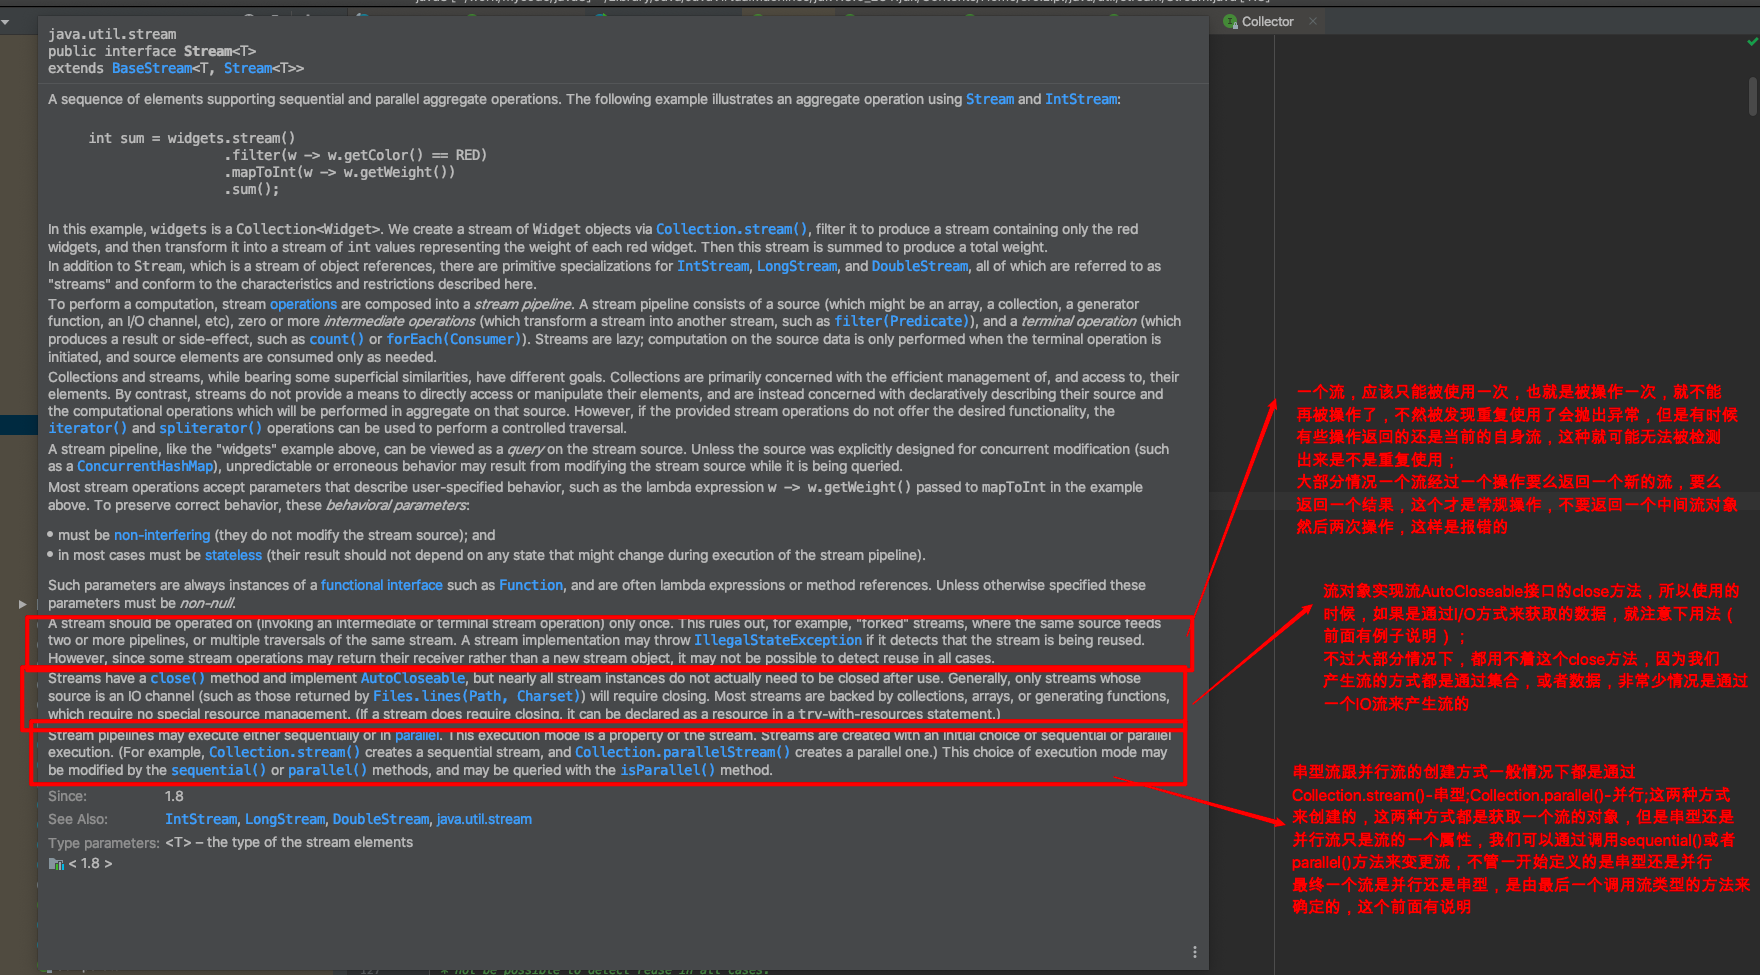 Collector
java.util.stream
public interface Stream<T>
extends BaseStream<T, Stream<T>>
A sequence of elements supporting sequential and parallel aggregate operations. The following example illustrates an aggregate operation using Stream and IntStream:
int sum = widgets.stream()
.filter(w -> w.getColor() == RED)
.mapToInt(w -> w.getWeight())
.sum();
In this example, widgets is a Collection<Widget>. We create a stream of Widget objects via Collection.stream(), filter it to produce a stream containing only the red
widgets, and then transform it into a stream of int values representing the weight of each red widget. Then this stream is summed to produce a total weight.
In addition to Stream, which is a stream of object references, there are primitive specializations for IntStream, LongStream, and DoubleStream, all of which are referred to as
"streams" and conform to the characteristics and restrictions described here.
To perform a computation, stream operations are composed into a stream pipeline. A stream pipeline consists of a source (which might be an array, a collection, a generator
function, an I/O channel, etc), zero or more intermediate operations (which transform a stream into another stream, such as filter(Predicate)), and a terminal operation (which
produces a result or side-effect, such as count() or forEach(Consumer)). Streams are lazy; computation on the source data is only performed when the terminal operation is
initiated, and source elements are consumed only as needed.
Collections and streams, while bearing some superficial similarities, have different goals. Collections are primarily concerned with the efficient management of, and access to, their
elements. By contrast, streams do not provide a means to directly access or manipulate their elements, and are instead concerned with declaratively describing their source and
the computational operations which will be performed in aggregate on that source. However, if the provided stream operations do not offer the desired functionality, the
iterator() and spliterator() operations can be used to perform a controlled traversal.
A stream pipeline, like the "widgets" example above, can be viewed as a query on the stream source. Unless the source was explicitly designed for concurrent modification (such
as a ConcurrentHashMap), unpredictable or erroneous behavior may result from modifying the stream source while it is being queried.
Most stream operations accept parameters that describe user-specified behavior, such as the lambda expression w -> w.getWeight() passed to mapToInt in the example
above. To preserve correct behavior, these behavioral parameters:
• must be non-interfering (they do not modify the stream source); and
• in most cases must be stateless (their result should not depend on any state that might change during execution of the stream pipeline).
Such parameters are always instances of a functional interface such as Function, and are often lambda expressions or method references. Unless otherwise specified these
parameters must be non-null.
A stream should be operated on (invoking an intermediate or terminal stream operation) only once. This rules out, for example, "forked" streams, where the same source feeds
two or more pipelines, or multiple traversals of the same stream. A stream implementation may throw IllegalStateException if it detects that the stream is being reused.
However, since some stream operations may return their receiver rather than a new stream object, it may not be possible to detect reuse in all cases.
Streams have a close() method and implement AutoCloseable, but nearly all stream instances do not actually need to be closed after use. Generally, only streams whose
source is an IO channel (such as those returned by Files.lines(Path, Charset)) will require closing. Most streams are backed by collections, arrays, or generating functions,
which require no special resource management. (If a stream does require closing, it can be declared as a resource in a try-with-resources statement.)
Stream pipelines may execute either sequentially or in parallel. This execution mode is a property of the stream. Streams are created with an initial choice of sequential or parallel
execution. (For example, Collection.stream() creates a sequential stream, and Collection.parallelStream() creates a parallel one.) This choice of execution mode may
be modified by the sequential() or parallel() methods, and may be queried with the isParallel() method.
Since: 1.8
See Also: IntStream, LongStream, DoubleStream, java.util.stream
Type parameters: <T> – the type of the stream elements
< 1.8 >
* not be possible to detect reuse in all cases.
一个流，应该只能被使用一次，也就是被操作一次，就不能
再被操作了，不然被发现重复使用了会抛出异常，但是有时候
有些操作返回的还是当前的自身流，这种就可能无法被检测
出来是不是重复使用；
大部分情况一个流经过一个操作要么返回一个新的流，要么
返回一个结果，这个才是常规操作，不要返回一个中间流对象
然后两次操作，这样是报错的
流对象实现流AutoCloseable接口的close方法，所以使用的
时候，如果是通过I/O方式来获取的数据，就注意下用法（
前面有例子说明）；
不过大部分情况下，都用不着这个close方法，因为我们
产生流的方式都是通过集合，或者数据，非常少情况是通过
一个IO流来产生流的
串型流跟并行流的创建方式一般情况下都是通过
Collection.stream()-串型;Collection.parallel()-并行;这两种方式
来创建的，这两种方式都是获取一个流的对象，但是串型还是
并行流只是流的一个属性，我们可以通过调用sequential()或者
parallel()方法来变更流，不管一开始定义的是串型还是并行
最终一个流是并行还是串型，是由最后一个调用流类型的方法来
确定的，这个前面有说明